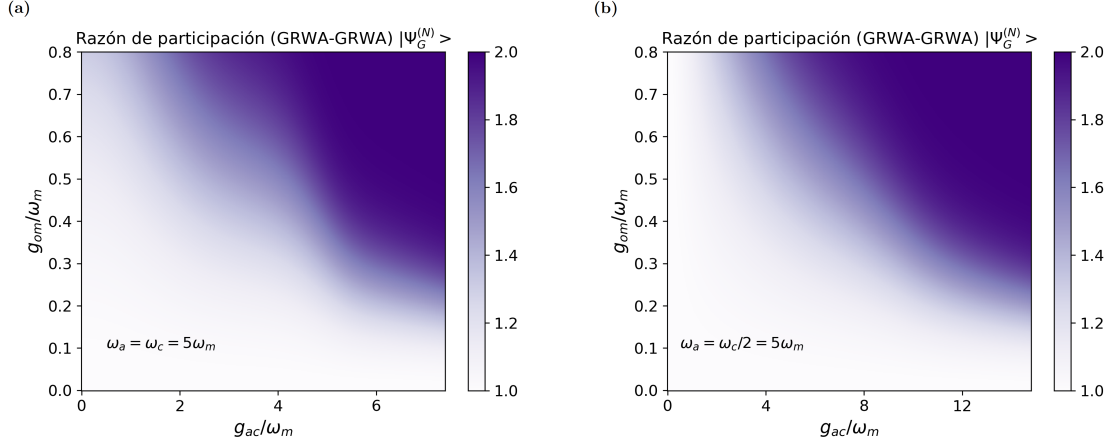 (a)
Razón de participación (GRWA-GRWA) |Ψ_G^(N) >
0.8
0.7
0.6
0.5
0.4
0.3
0.2
0.1
0.0
g_om/ω_m
ω_a = ω_c = 5ω_m
0 2 4 6
g_ac/ω_m
2.0
1.8
1.6
1.4
1.2
1.0
(b)
Razón de participación (GRWA-GRWA) |Ψ_G^(N) >
0.8
0.7
0.6
0.5
0.4
0.3
0.2
0.1
0.0
g_om/ω_m
ω_a = ω_c/2 = 5ω_m
0 4 8 12
g_ac/ω_m
2.0
1.8
1.6
1.4
1.2
1.0